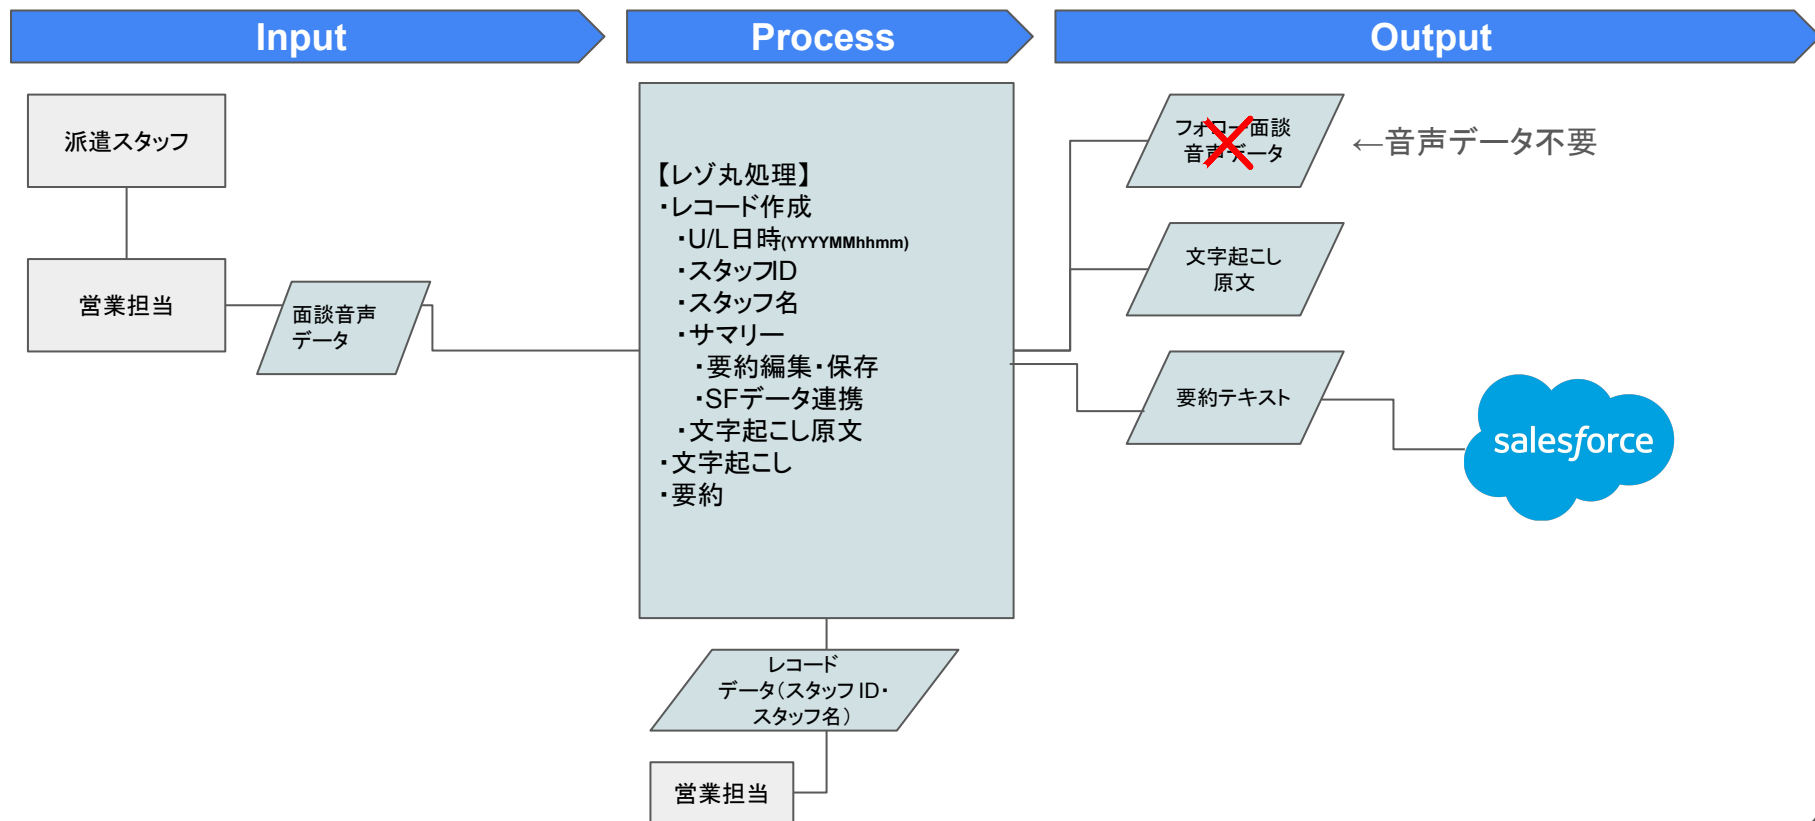 Input
Process
Output
派遣スタッフ
営業担当
面談音声
データ
【レゾ丸処理】
・レコード作成
・U/L日時(YYYYMMhhmm)
・スタッフID
・スタッフ名
・サマリー
・要約編集・保存
・SFデータ連携
・文字起こし原文
・文字起こし
・要約
レコード
データ(スタッフID・
スタッフ名)
営業担当
フォロー面談
音声データ
←音声データ不要
文字起こし
原文
要約テキスト
salesforce